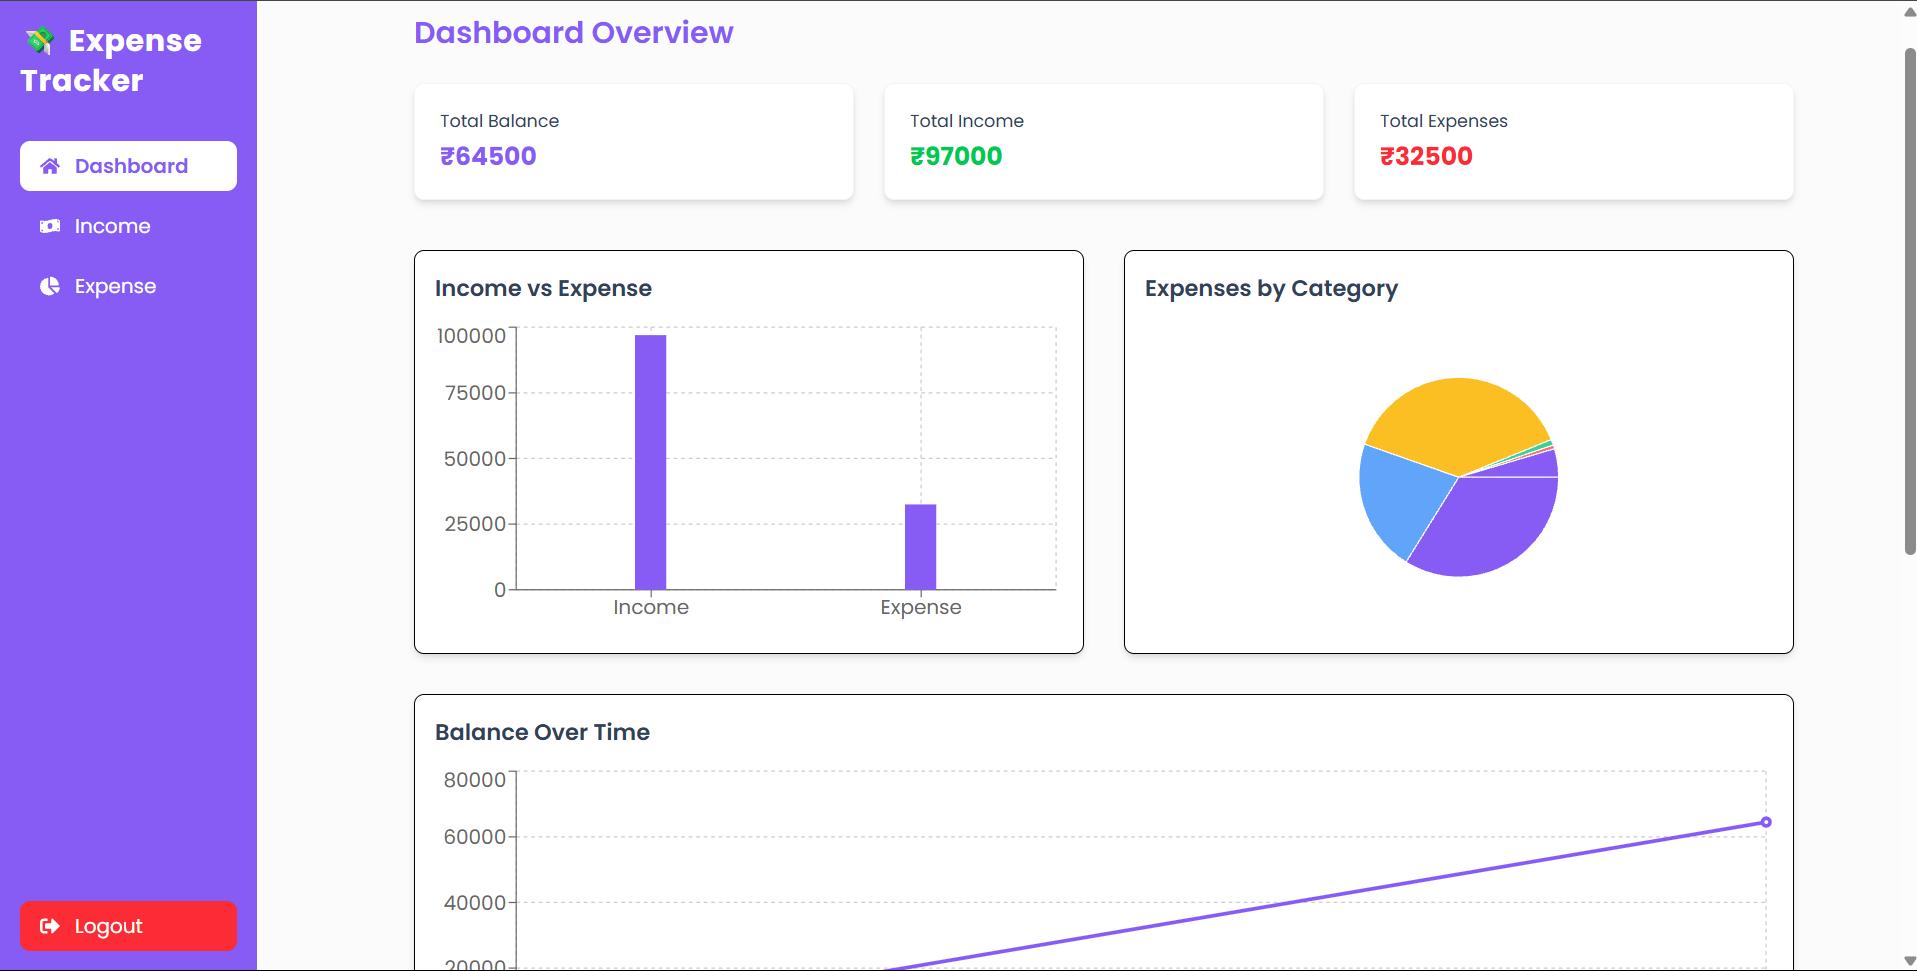 💸 Expense
Tracker
Dashboard
Income
Expense
Logout
Dashboard Overview
Total Balance
₹64500
Total Income
₹97000
Total Expenses
₹32500
Income vs Expense
100000
75000
50000
25000
0
Income
Expense
Expenses by Category
Balance Over Time
80000
60000
40000
20000